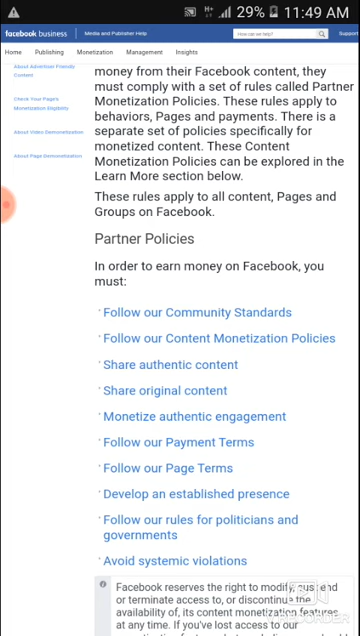 29% 11:49 AM
facebook business Media and Publisher Help How can we help? Support
Home Publishing Monetization Management Insights
About Advertiser Friendly
Content
Check Your Page's
Monetization Eligibility
About Video Demonetization
About Page Demonetization
money from their Facebook content, they
must comply with a set of rules called Partner
Monetization Policies. These rules apply to
behaviors, Pages and payments. There is a
separate set of policies specifically for
monetized content. These Content
Monetization Policies can be explored in the
Learn More section below.
These rules apply to all content, Pages and
Groups on Facebook.
Partner Policies
In order to earn money on Facebook, you
must:
Follow our Community Standards
Follow our Content Monetization Policies
Share authentic content
Share original content
Monetize authentic engagement
Follow our Payment Terms
Follow our Page Terms
Develop an established presence
Follow our rules for politicians and
governments
Avoid systemic violations
Facebook reserves the right to modify, suspend
or terminate access to, or discontinue the
availability of, its content monetization features
at any time. If you've lost access to our
RECORDER